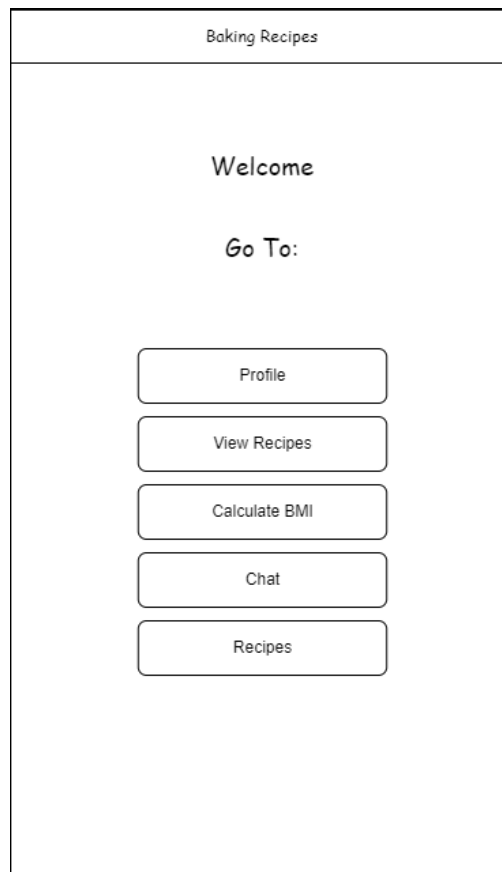 Baking Recipes
Welcome
Go To:
Profile
View Recipes
Calculate BMI
Chat
Recipes